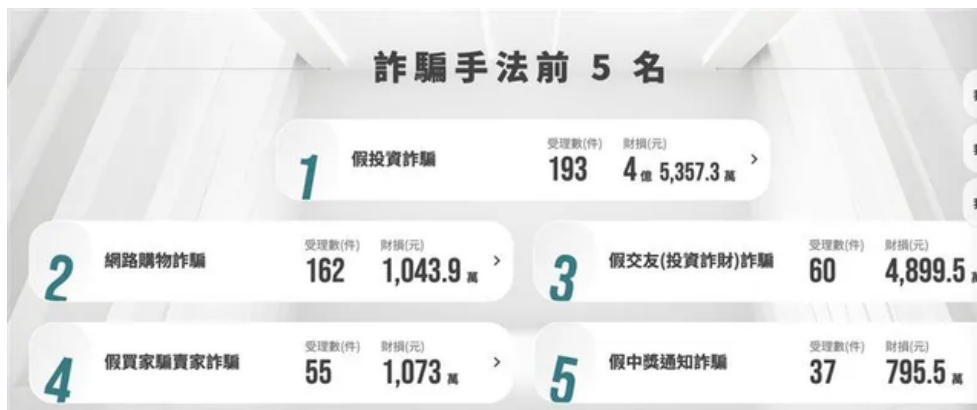 詐騙手法前 5 名
1 假投資詐騙 受理數(件) 193 財損(元) 4億 5,357.3萬 >
2 網路購物詐騙 受理數(件) 162 財損(元) 1,043.9萬 >
3 假交友(投資詐財)詐騙 受理數(件) 60 財損(元) 4,899.5
4 假買家騙賣家詐騙 受理數(件) 55 財損(元) 1,073萬 >
5 假中獎通知詐騙 受理數(件) 37 財損(元) 795.5萬